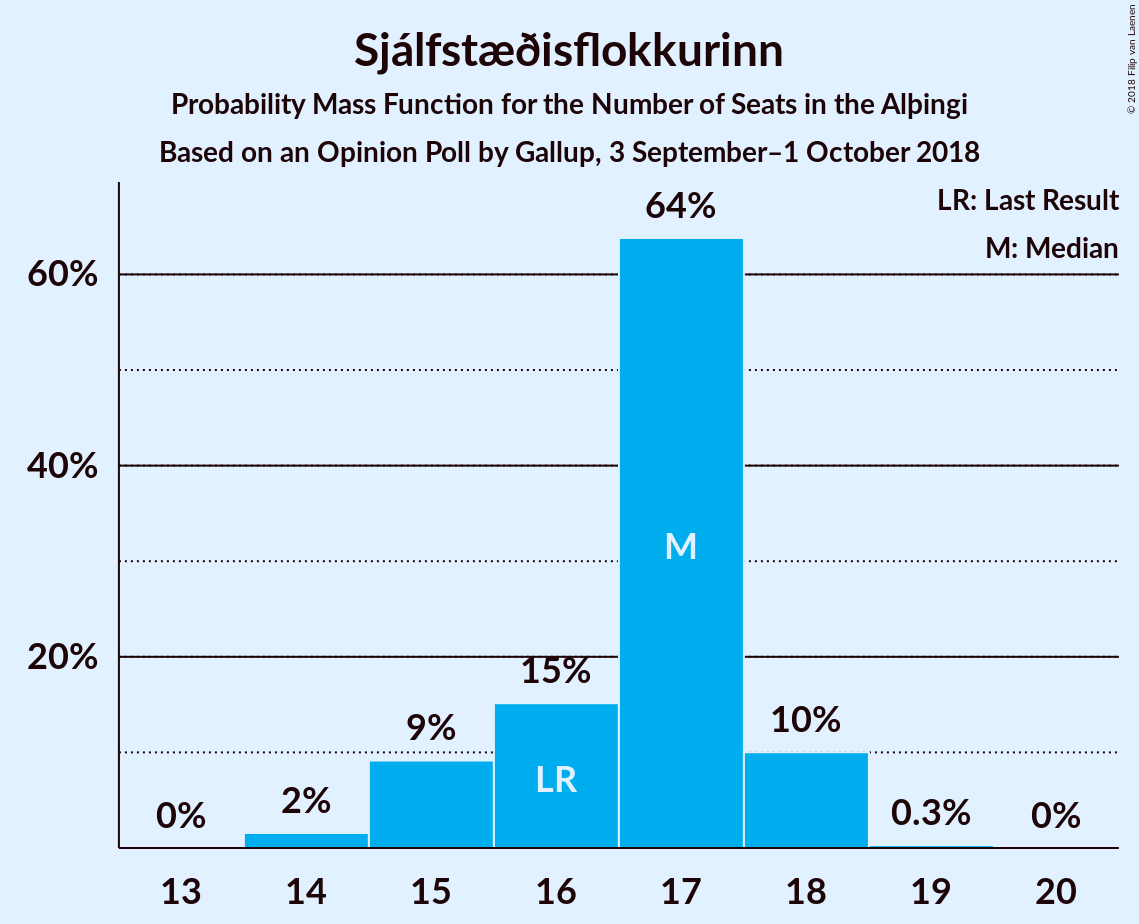 Sjálfstæðisflokkurinn
Probability Mass Function for the Number of Seats in the Alþingi
Based on an Opinion Poll by Gallup, 3 September–1 October 2018
© 2018 Filip van Laenen
LR: Last Result
M: Median
60%
40%
20%
0%
2%
9%
15%
64%
10%
0.3%
0%
LR
M
13
14
15
16
17
18
19
20